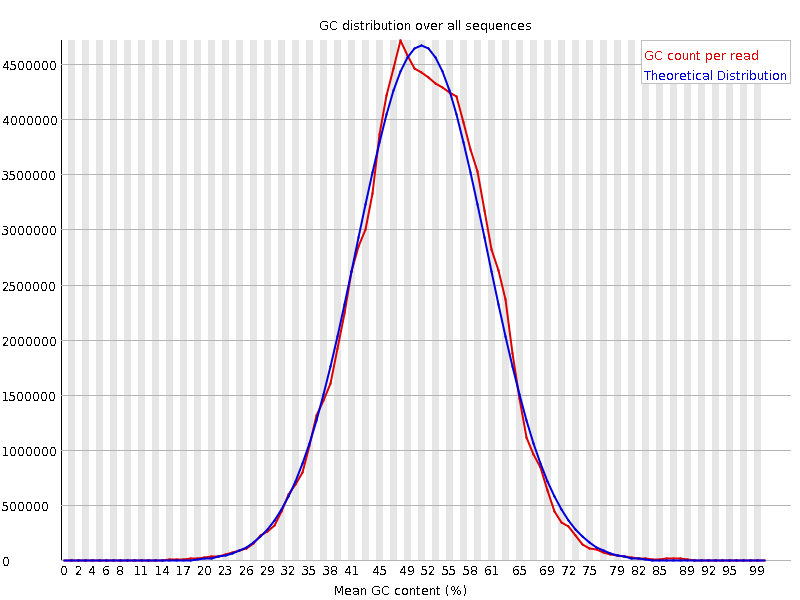 GC distribution over all sequences
GC count per read
Theoretical Distribution
4500000
4000000
3500000
3000000
2500000
2000000
1500000
1000000
500000
0
0 2 4 6 8 11 14 17 20 23 26 29 32 35 38 41 45 49 52 55 58 61 65 69 72 75 79 82 85 89 92 95 99
Mean GC content (%)